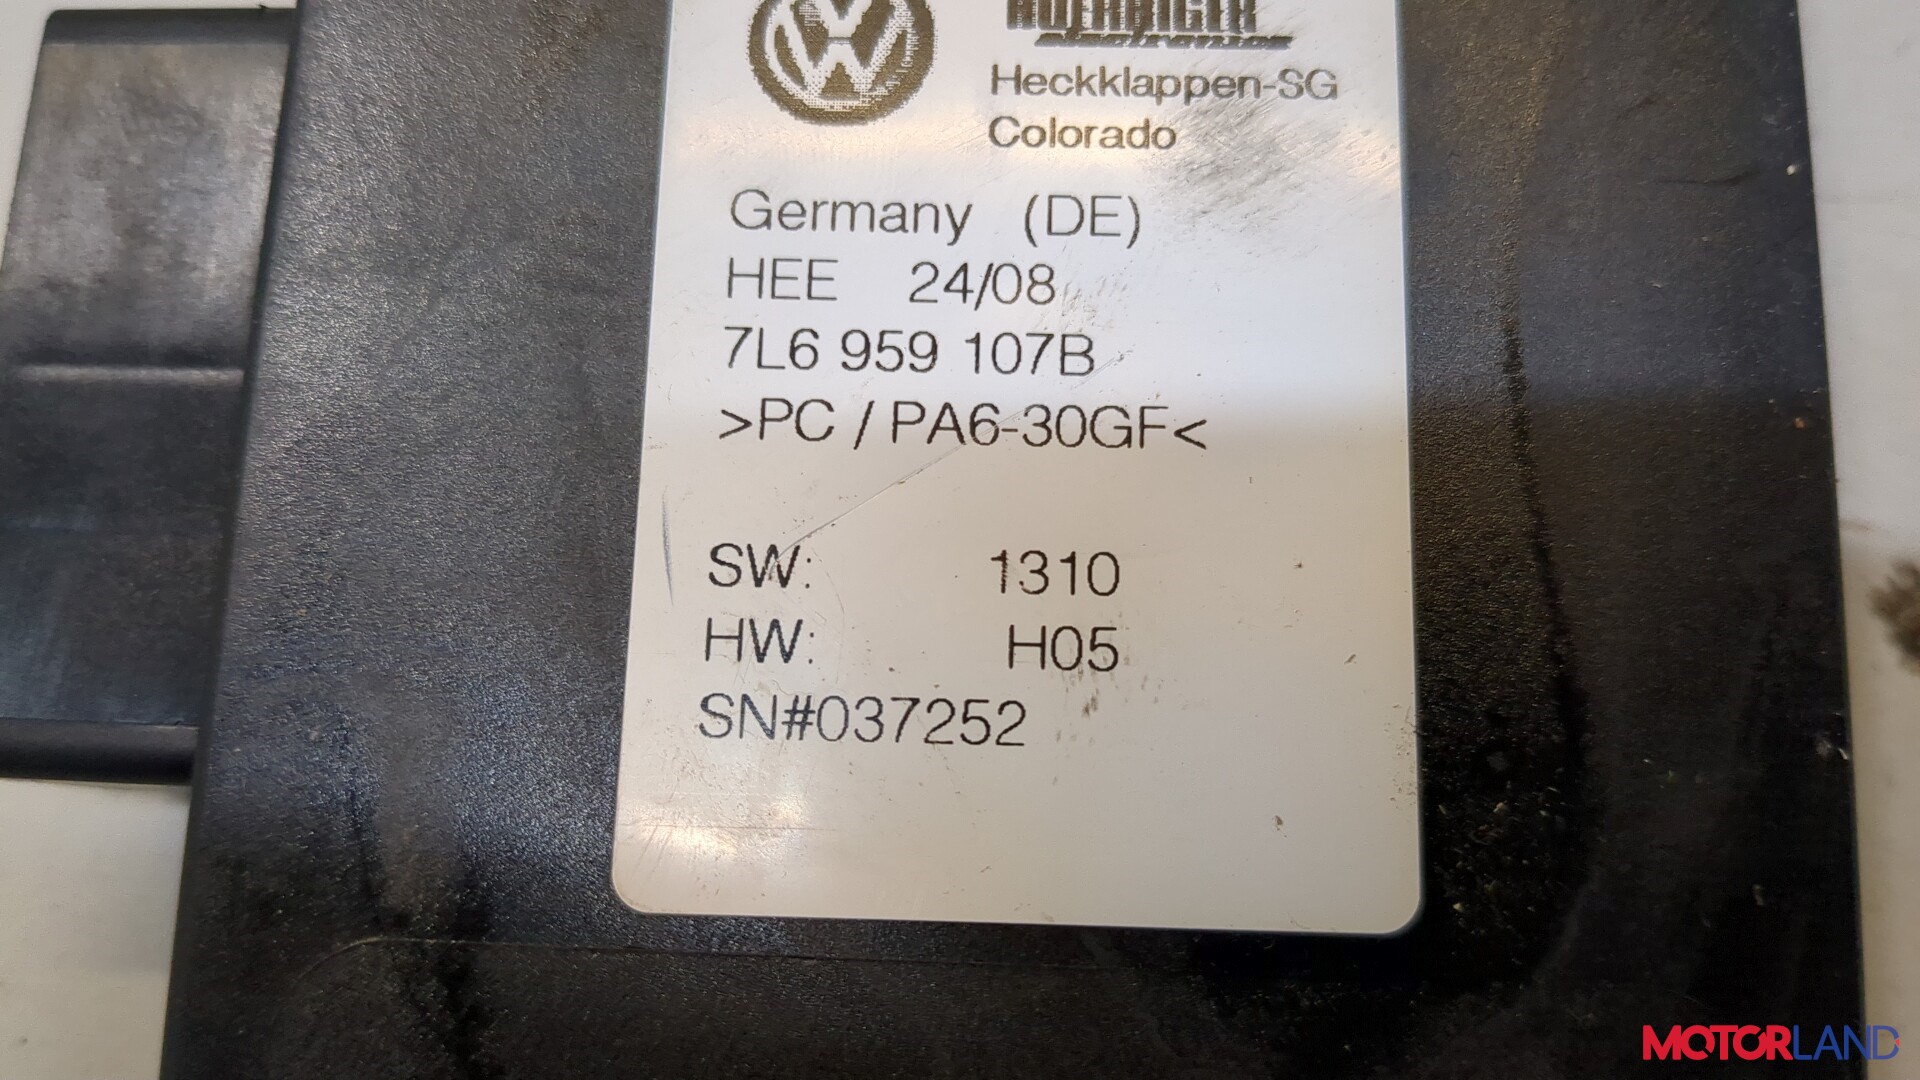 Heckklappen-SG
Colorado
Germany (DE)
HEE 24/08
7L6 959 107B
>PC / PA6-30GF<
SW: 1310
HW: H05
SN#037252
MOTORLAND